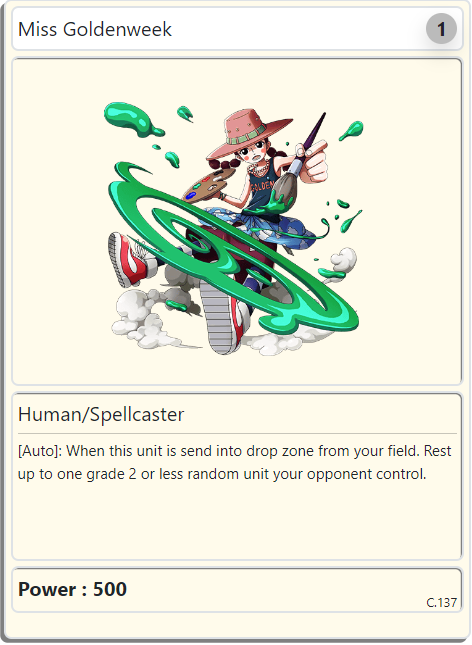 Miss Goldenweek
1
GOLDEN
Human/Spellcaster
[Auto]: When this unit is send into drop zone from your field. Rest
up to one grade 2 or less random unit your opponent control.
Power : 500
C.137